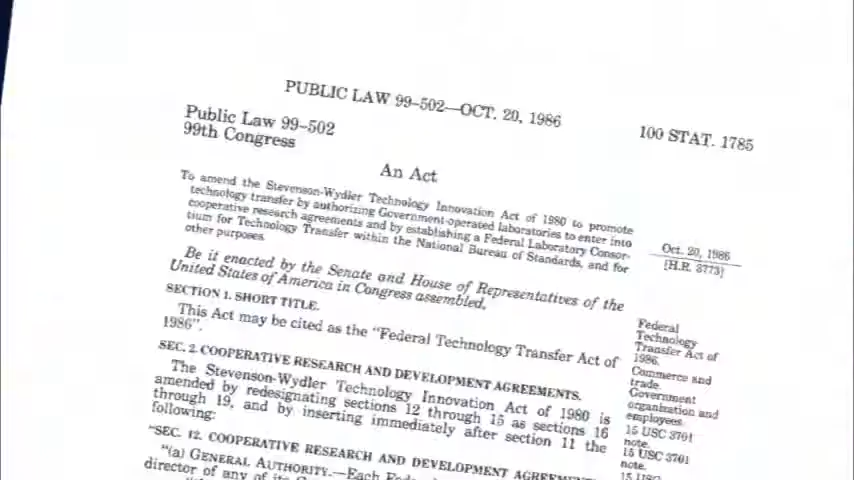 PUBLIC LAW 99–502—OCT. 20, 1986
100 STAT. 1785
Public Law 99–502
99th Congress
An Act
To amend the Stevenson-Wydler Technology Innovation Act of 1980 to promote
technology transfer by authorizing Government-operated laboratories to enter into
cooperative research agreements and by establishing a Federal Laboratory Consor-
tium for Technology Transfer within the National Bureau of Standards, and for
other purposes.
Oct. 20, 1986
[H.R. 3773]
Be it enacted by the Senate and House of Representatives of the
United States of America in Congress assembled,
SECTION 1. SHORT TITLE.
This Act may be cited as the "Federal Technology Transfer Act of
1986".
Federal
Technology
Transfer Act of
1986.
Commerce and
trade.
Government
organization and
employees.
15 USC 3701
note.
15 USC 3701
note.
15 USC
SEC. 2. COOPERATIVE RESEARCH AND DEVELOPMENT AGREEMENTS.
The Stevenson-Wydler Technology Innovation Act of 1980 is
amended by redesignating sections 12 through 15 as sections 16
through 19, and by inserting immediately after section 11 the
following:
"SEC. 12. COOPERATIVE RESEARCH AND DEVELOPMENT AGREEMENTS
"(a) GENERAL AUTHORITY.—Each Fede
director of any of its